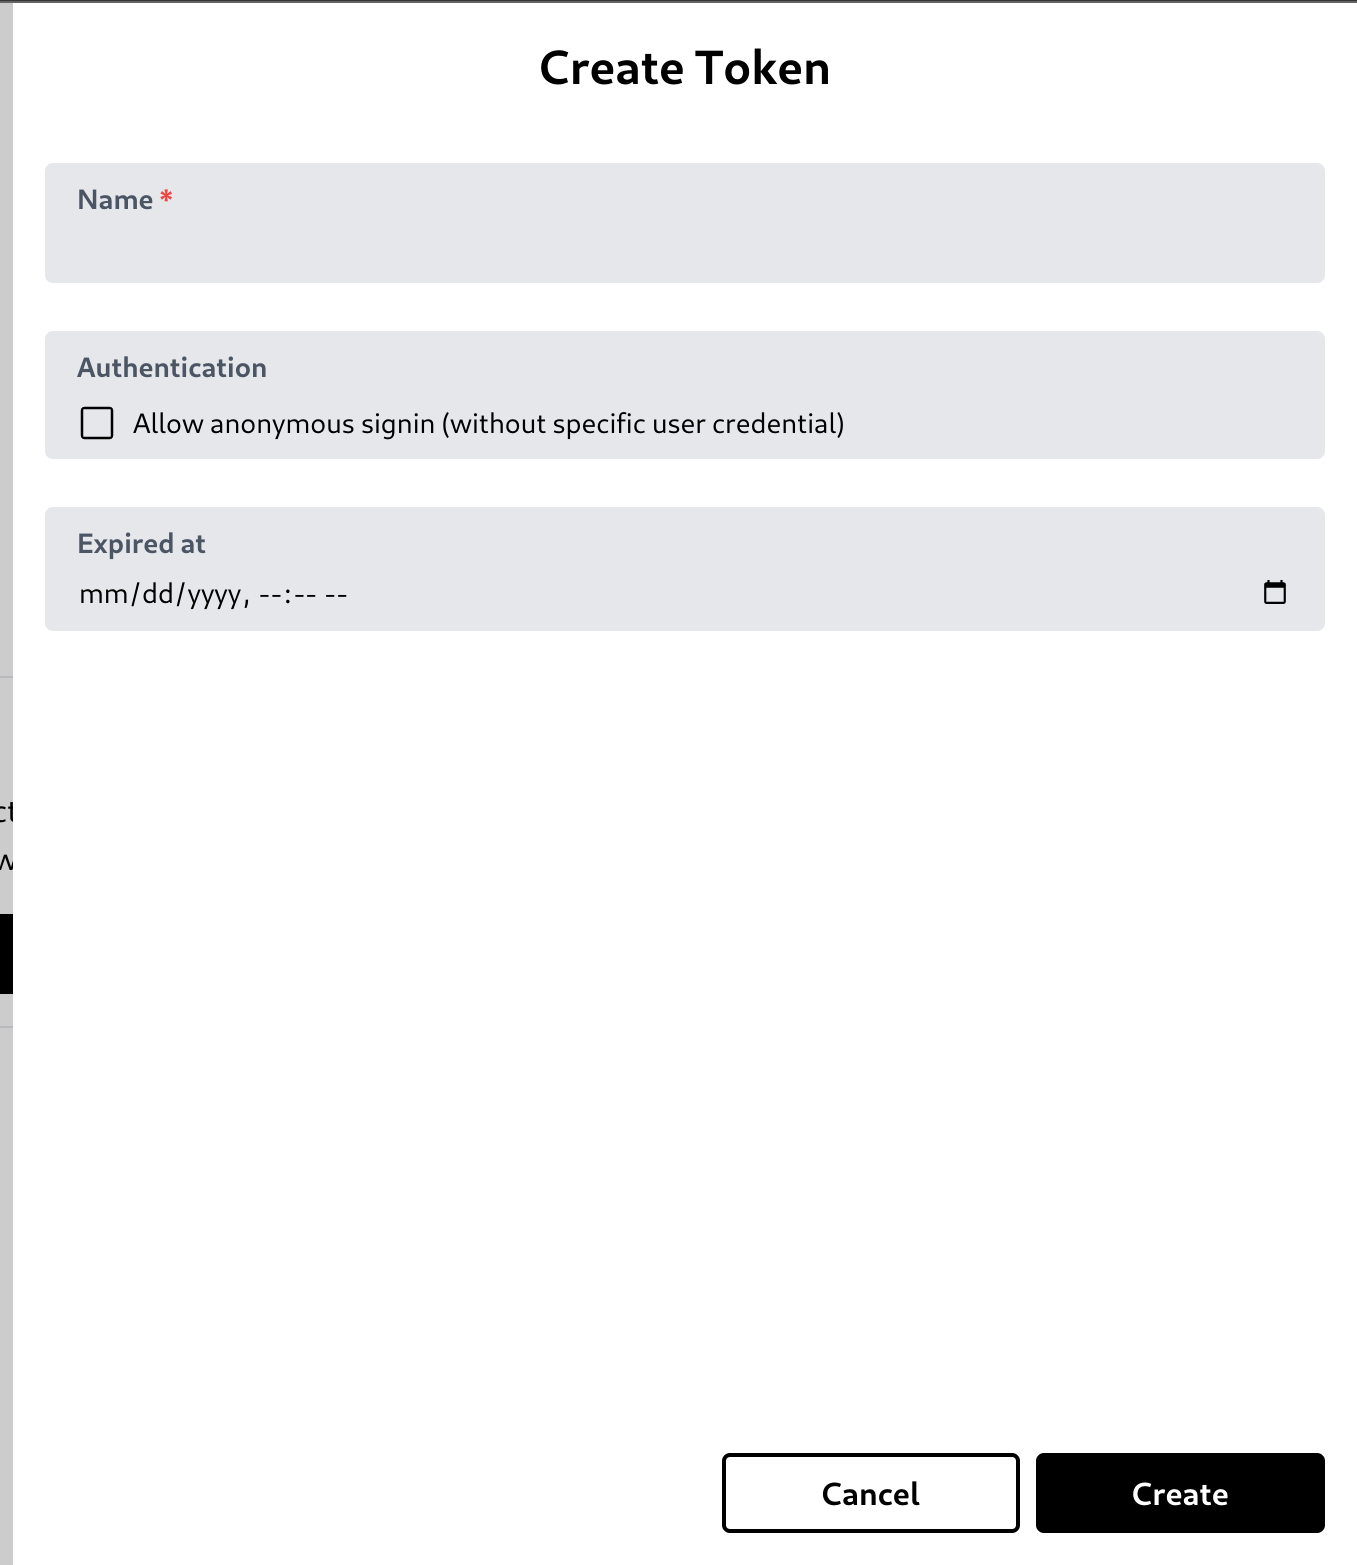 Create Token
Name *
Authentication
Allow anonymous signin (without specific user credential)
Expired at
mm/dd/yyyy, --:-- --
Cancel
Create